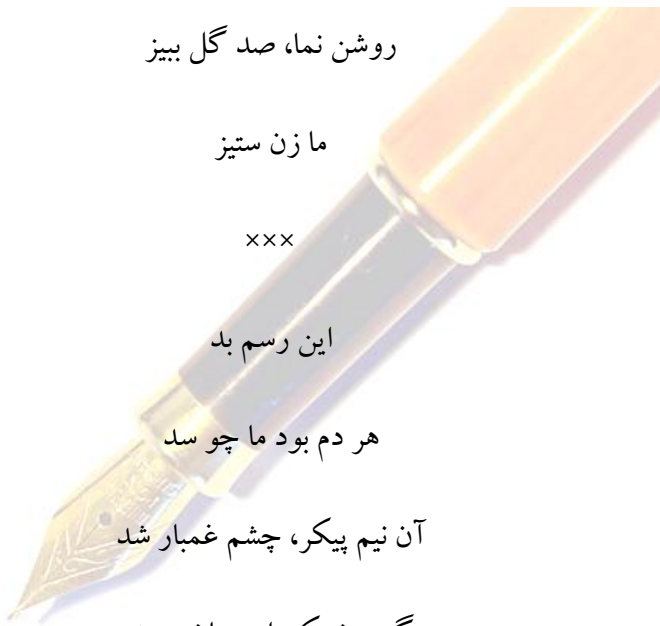 روشن نما، صد گل ببیز
ما زن ستیز
×××
این رسم بد
هر دم بود ما چو سد
آن نیم پیکر، چشم غمبار شد